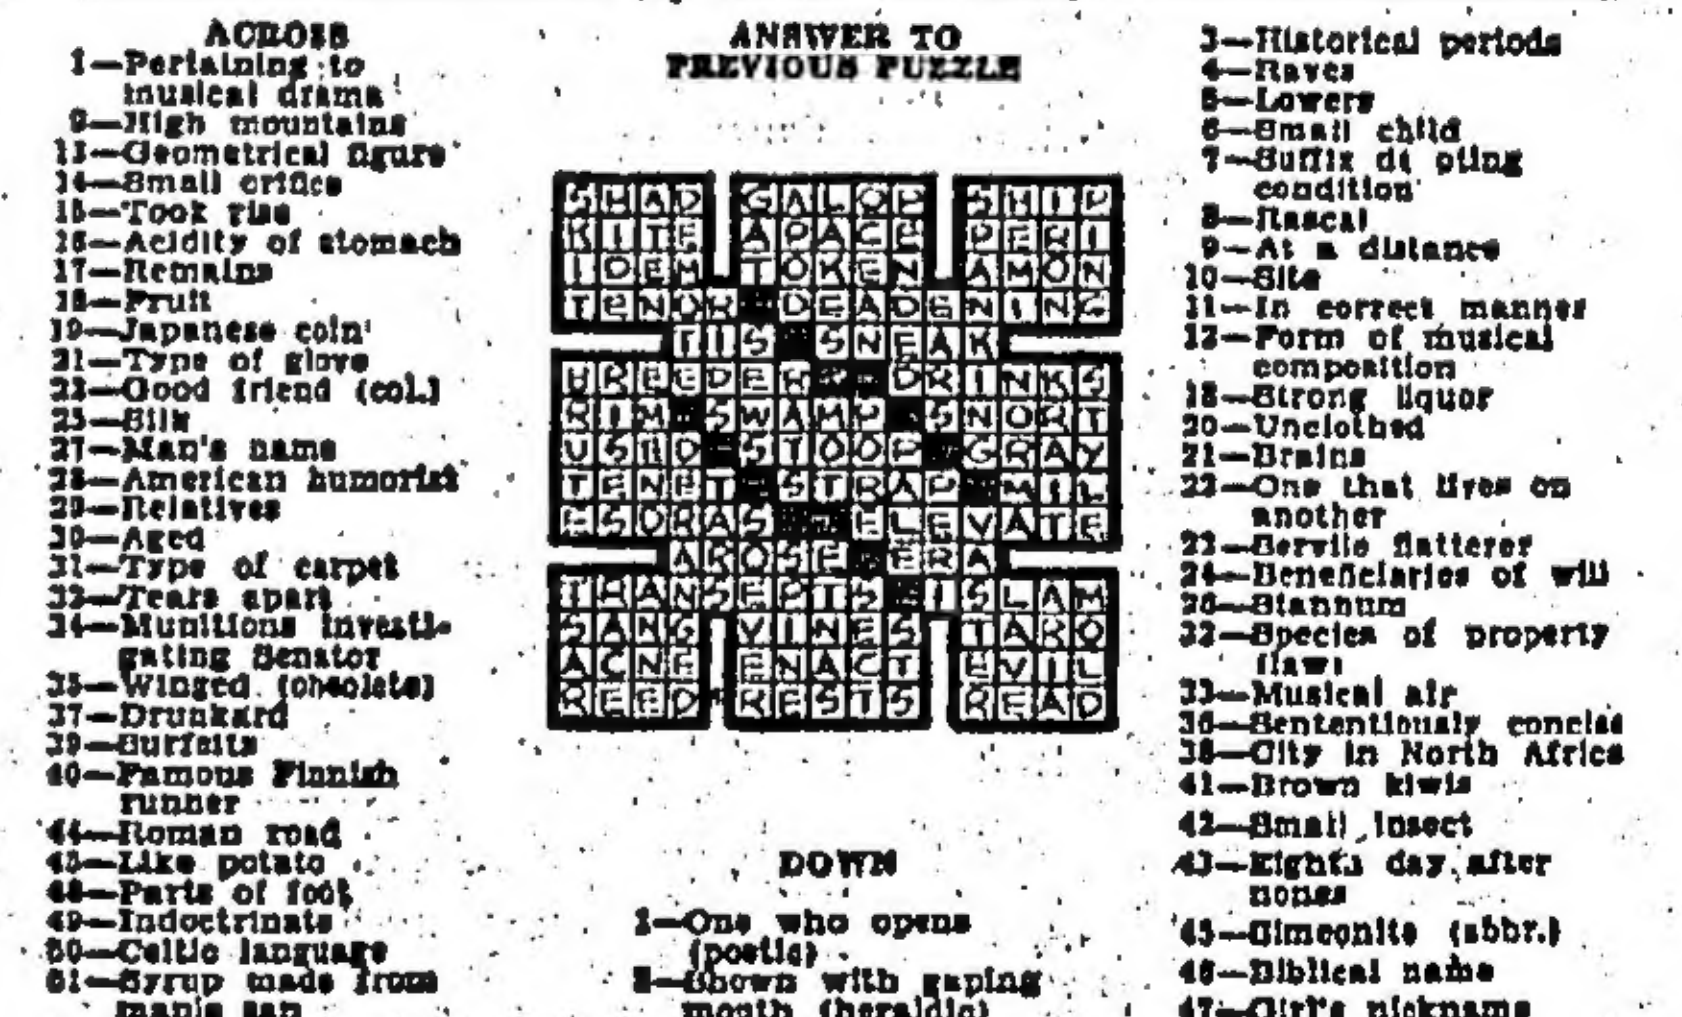 ACROSS
1—Pertaining to
musical drama
9—High mountains
13—Geometrical figure
14—Small orifice
15—Took rise
16—Acidity of stomach
17—Remains
18—Fruit
19—Japanese coin
21—Type of glove
23—Good friend (col.)
25—Silk
27—Man's name
28—American humorist
29—Relatives
30—Aged
31—Type of carpet
33—Tears apart
34—Munitions investi-
gating Senator
35—Winged (obsolete)
37—Drunkard
39—Surfeits
40—Famous Finnish
runner
44—Roman road
45—Like potato
48—Parts of foot
49—Indoctrinate
50—Celtic language
51—Syrup made from
maple sap
ANSWER TO
PREVIOUS PUZZLE
SHAD GALOP SHIP
KITE APACE PERI
IDEM TOKEN AMON
TENDR DEADENING
TIS SNEAK
BREEDER DRINKS
RIM SWAMP SNORT
USED STOOP GRAY
TENET STRAP MIL
ESDRAS ELEVATE
AROSE ERA
TRANSEPTS ISLAM
SANG VINES TARO
ACNE ENACT EVIL
REED RESTS READ
DOWN
1—One who opens
(poetic)
2—Shown with gaping
mouth (heraldic)
3—Historical periods
4—Raves
5—Lowers
6—Small child
7—Suffix
condition
8—Rascal
9—At a distance
10—Site
11—In correct manner
12—Form of musical
composition
18—Strong liquor
20—Unclothed
21—Brains
22—One that lives on
another
23—Servile flatterer
24—Beneficiaries of will
26—Stannum
32—Species of property
33—Musical air
36—Sententiously concise
38—City in North Africa
41—Brown kiwis
42—Small insect
43—Eighth day after
nones
45—Simeonite (abbr.)
46—Biblical name
47—Girl's nickname